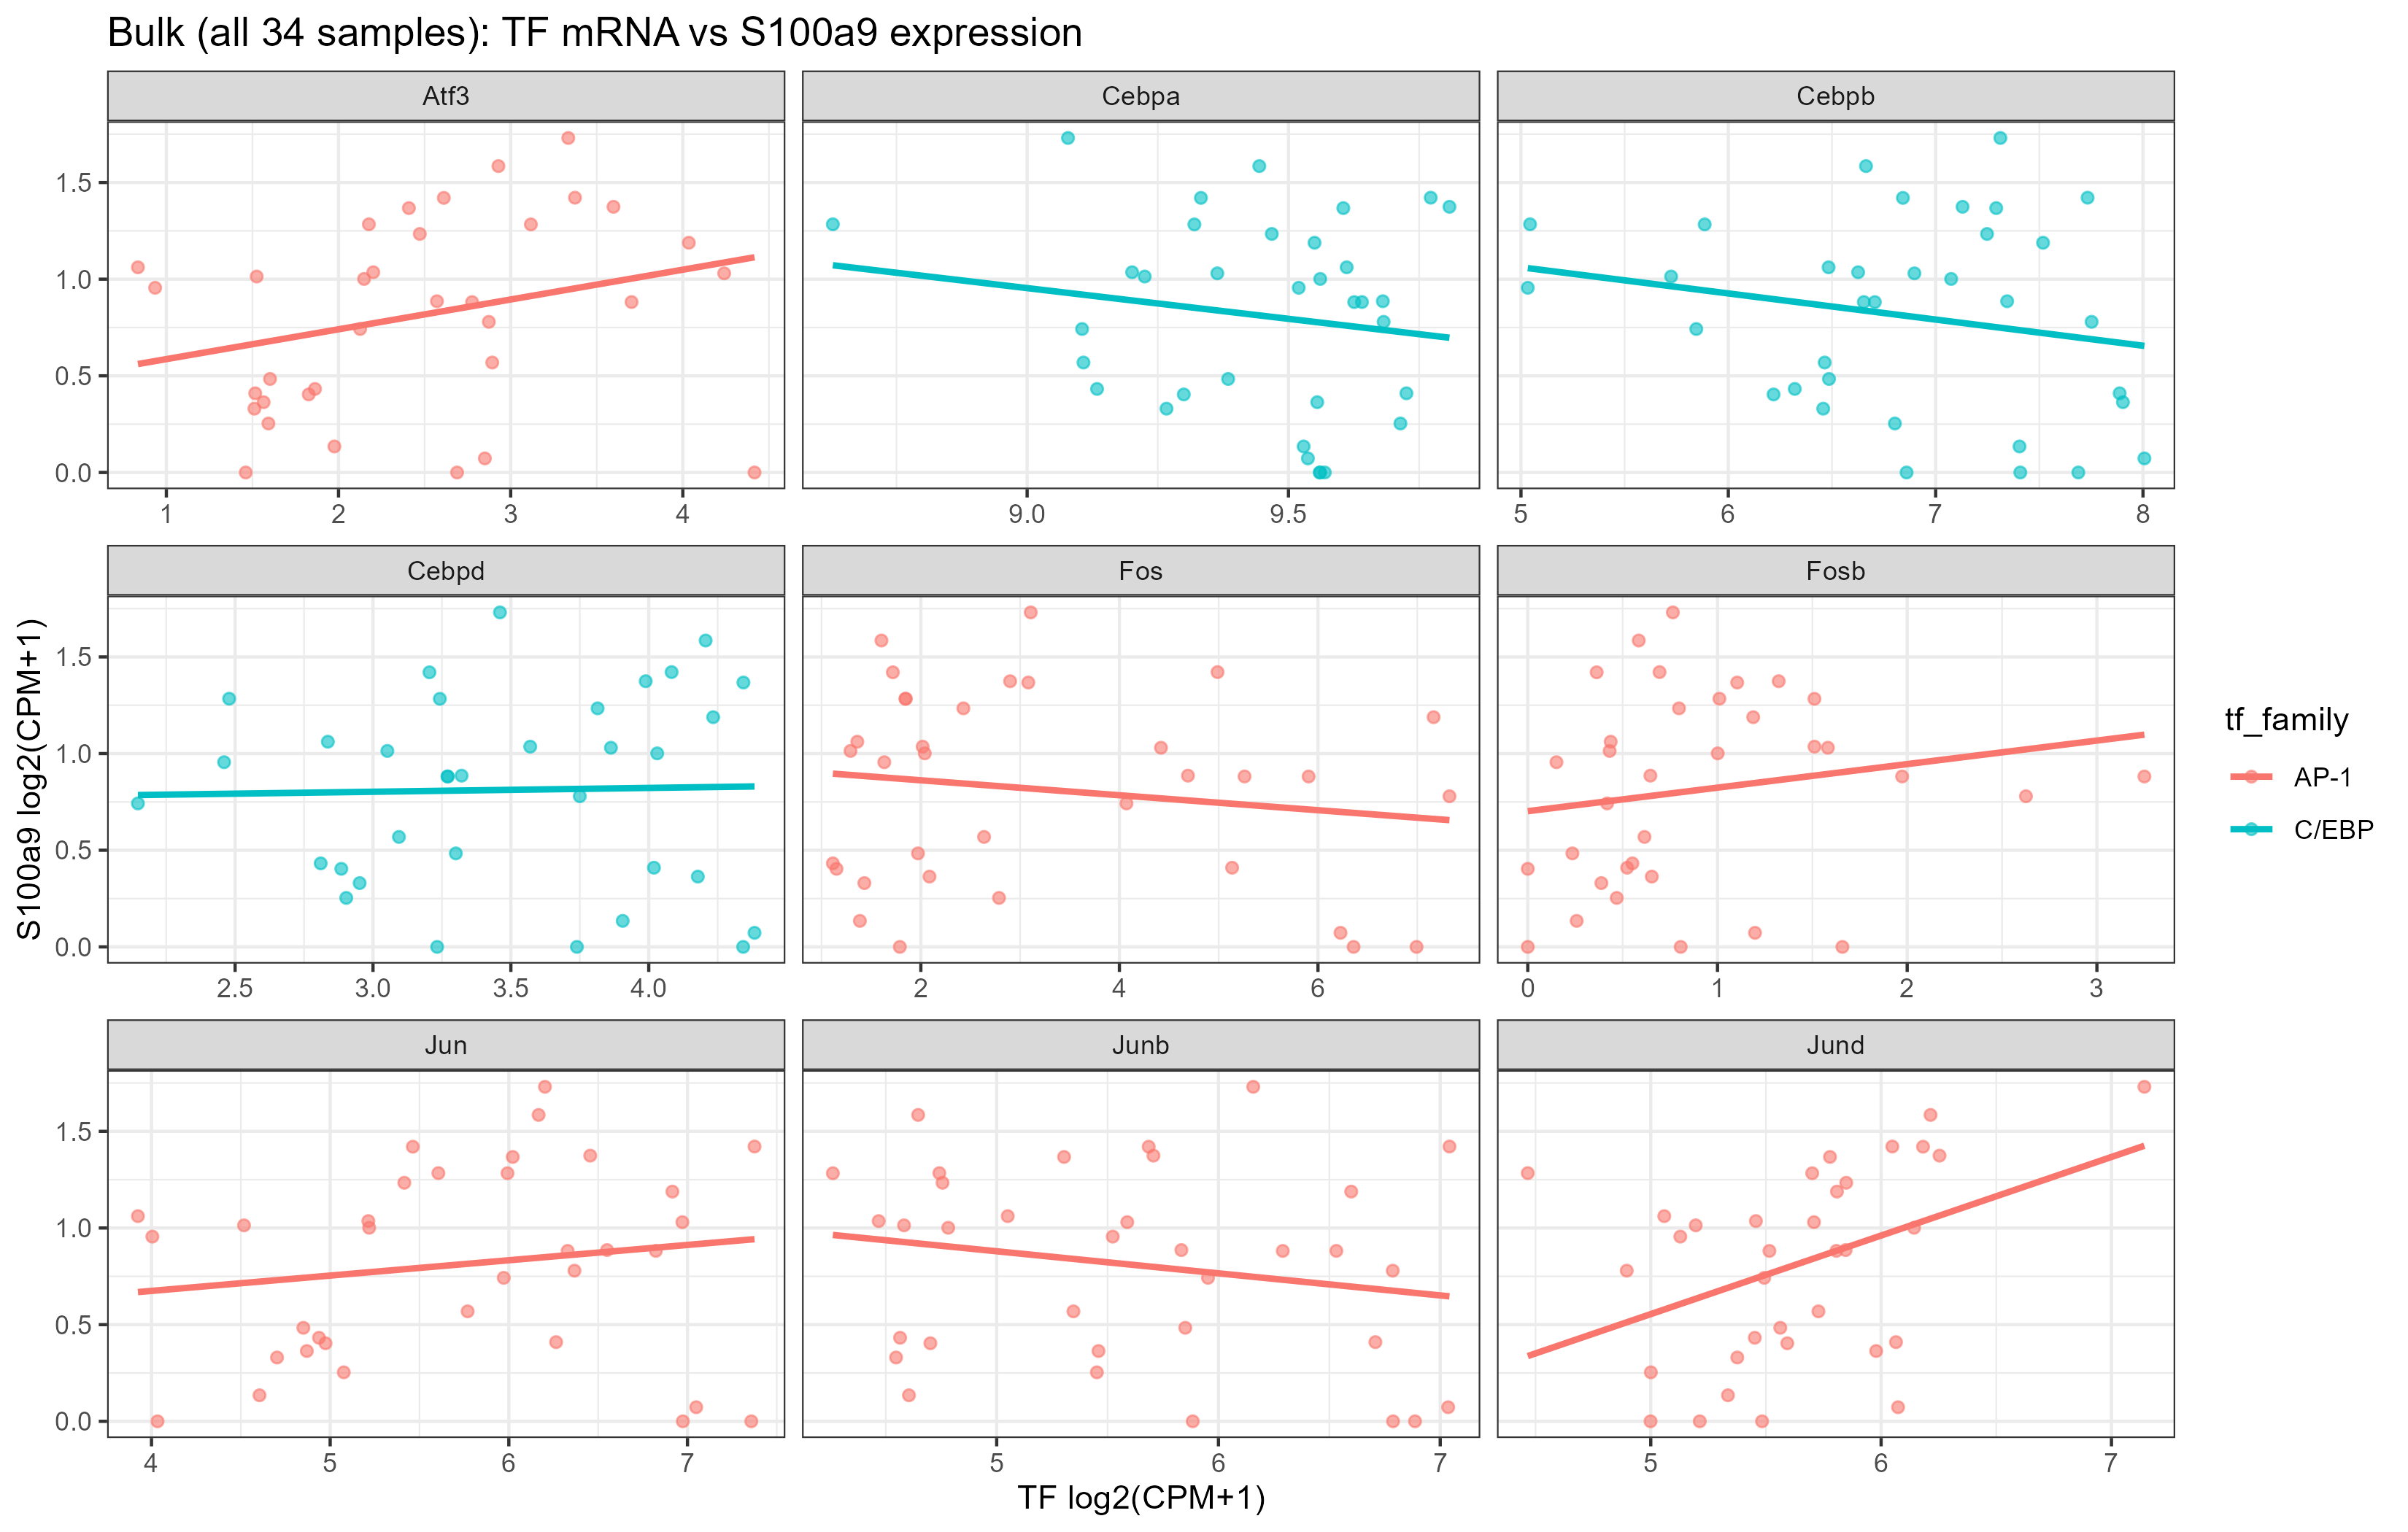 Bulk (all 34 samples): TF mRNA vs S100a9 expression
Atf3
Cebpa
Cebpb
1.5
1.0
0.5
0.0
1 2 3 4
9.0 9.5
5 6 7 8
Cebpd
Fos
Fosb
1.5
1.0
0.5
0.0
2.5 3.0 3.5 4.0
2 4 6
0 1 2 3
Jun
Junb
Jund
1.5
1.0
0.5
0.0
4 5 6 7
5 6 7
5 6 7
S100a9 log2(CPM+1)
TF log2(CPM+1)
tf_family
AP-1
C/EBP